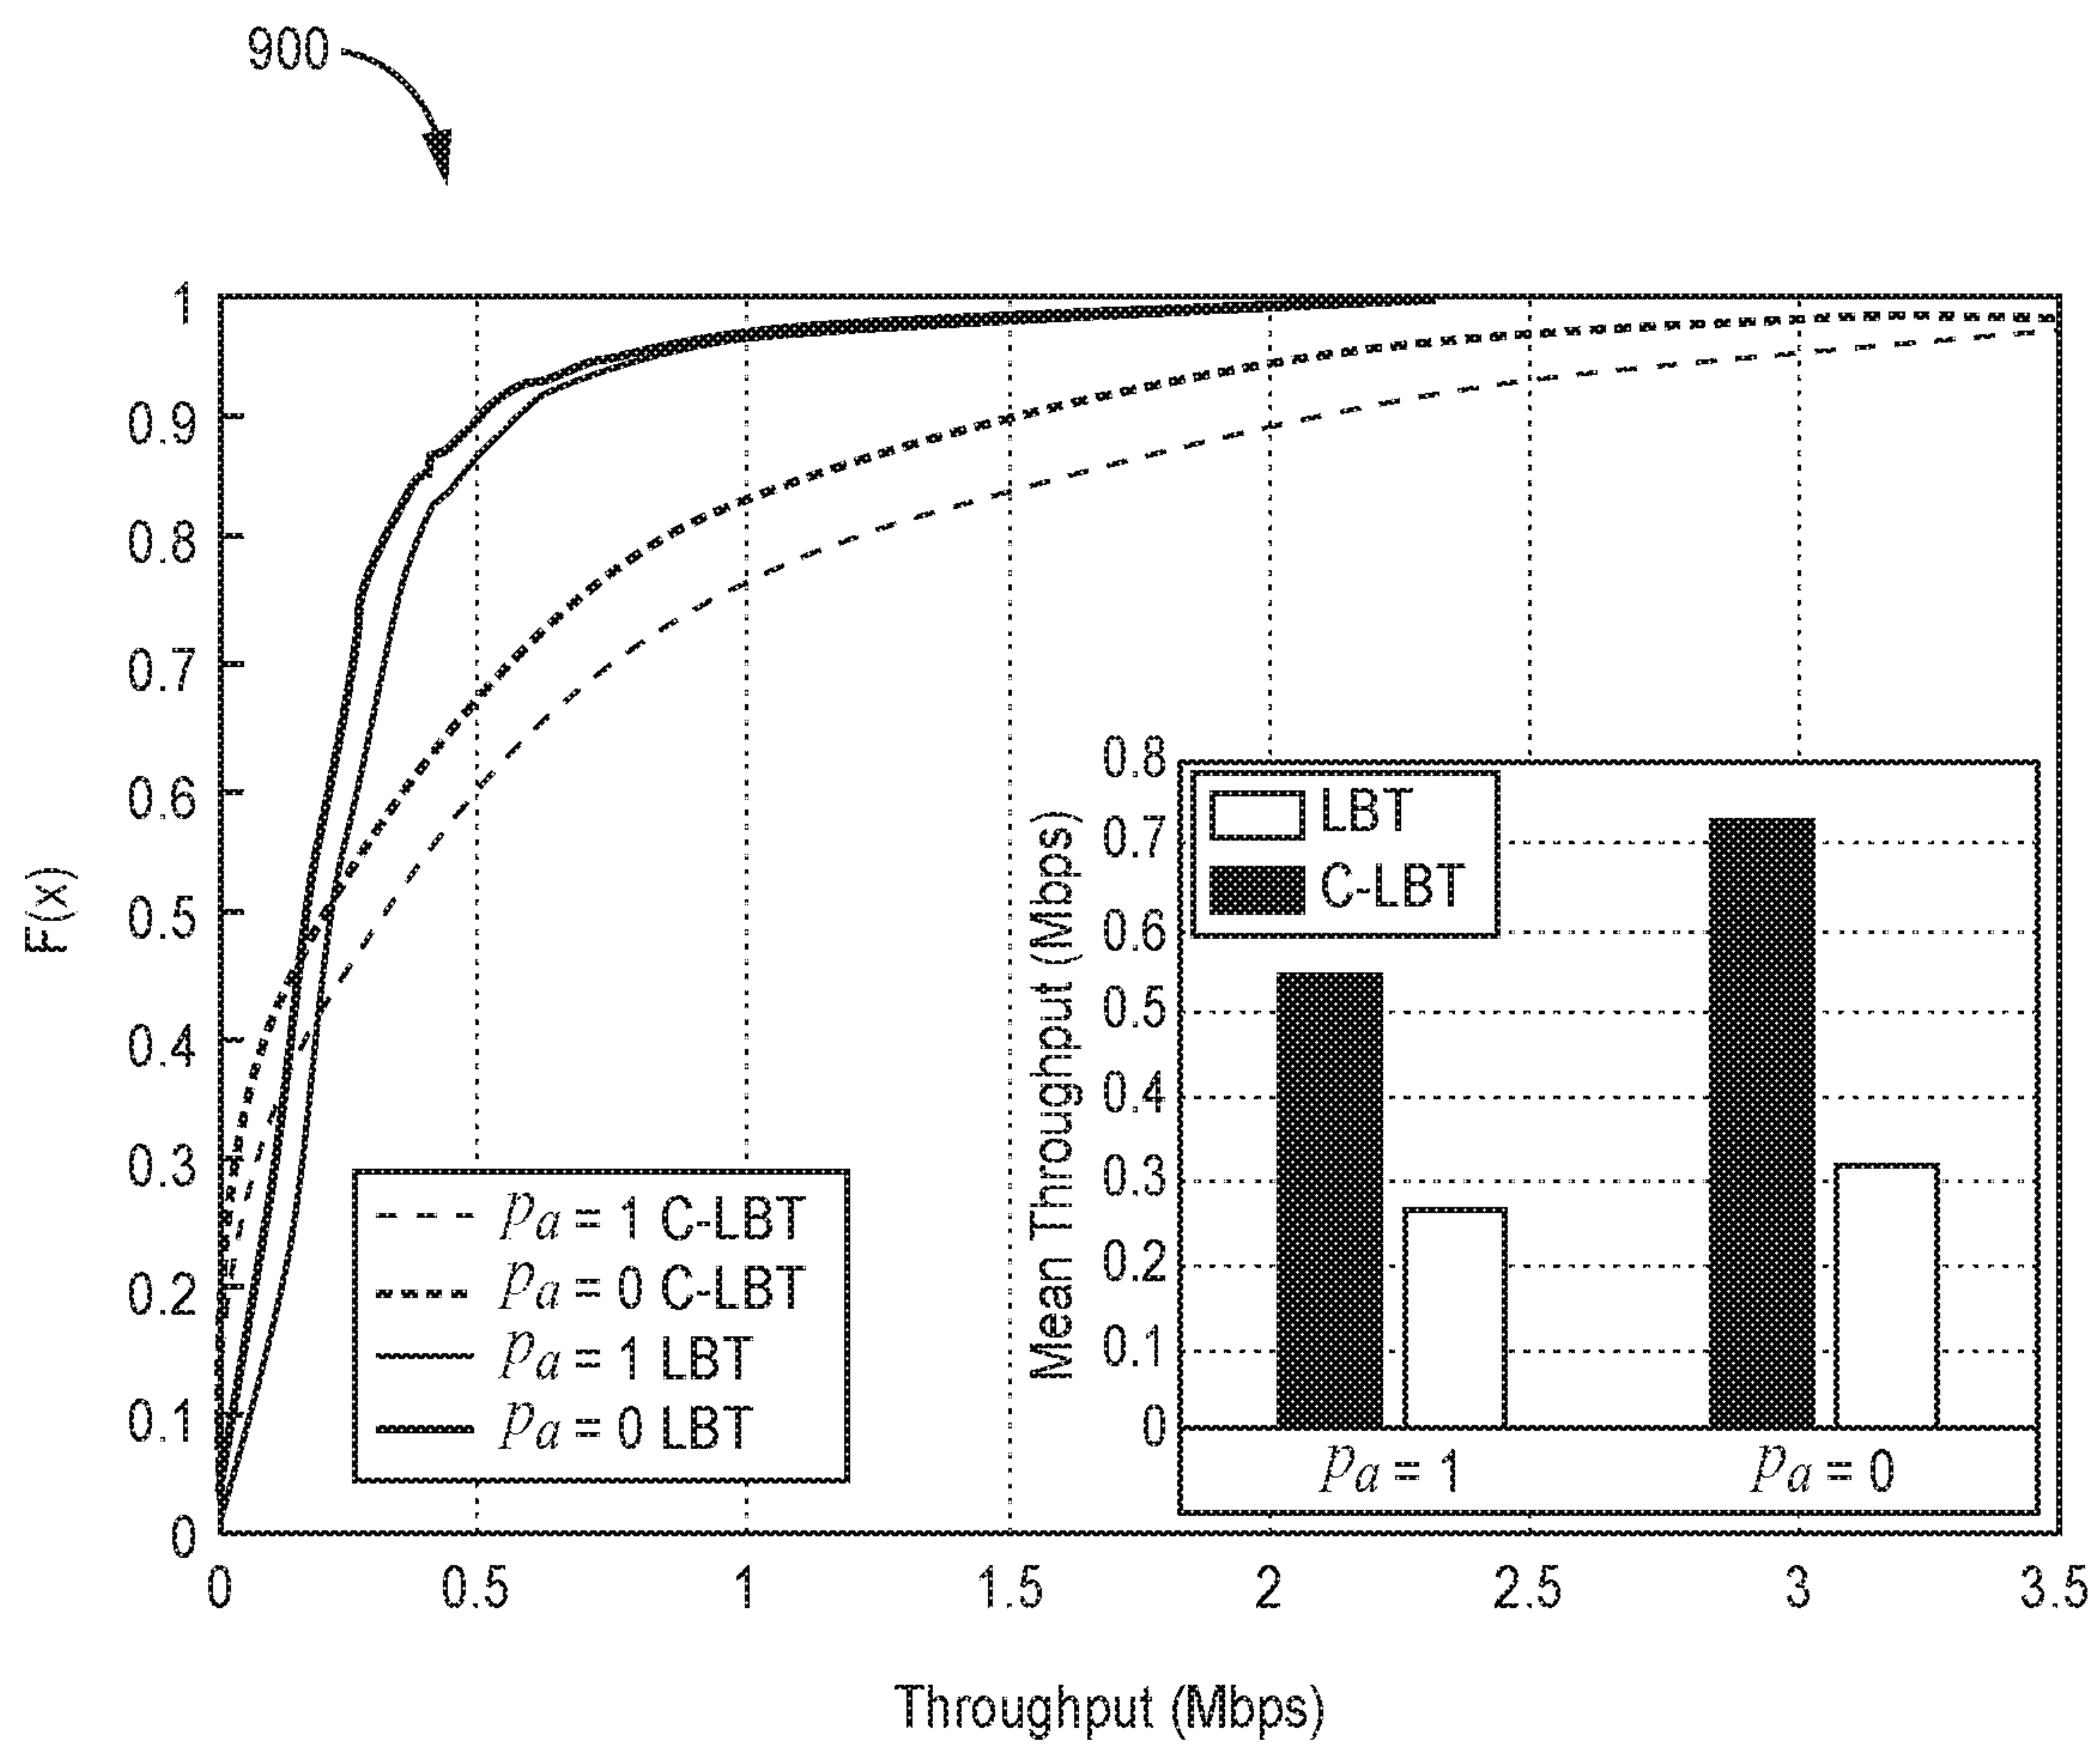 900
F(x)
1
0.9
0.8
0.7
0.6
0.5
0.4
0.3
0.2
0.1
0
0 0.5 1 1.5 2 2.5 3 3.5
Throughput (Mbps)
pa = 1 C-LBT
pa = 0 C-LBT
pa = 1 LBT
pa = 0 LBT
Mean Throughput (Mbps)
0.8
0.7
0.6
0.5
0.4
0.3
0.2
0.1
0
LBT
C-LBT
pa = 1 pa = 0